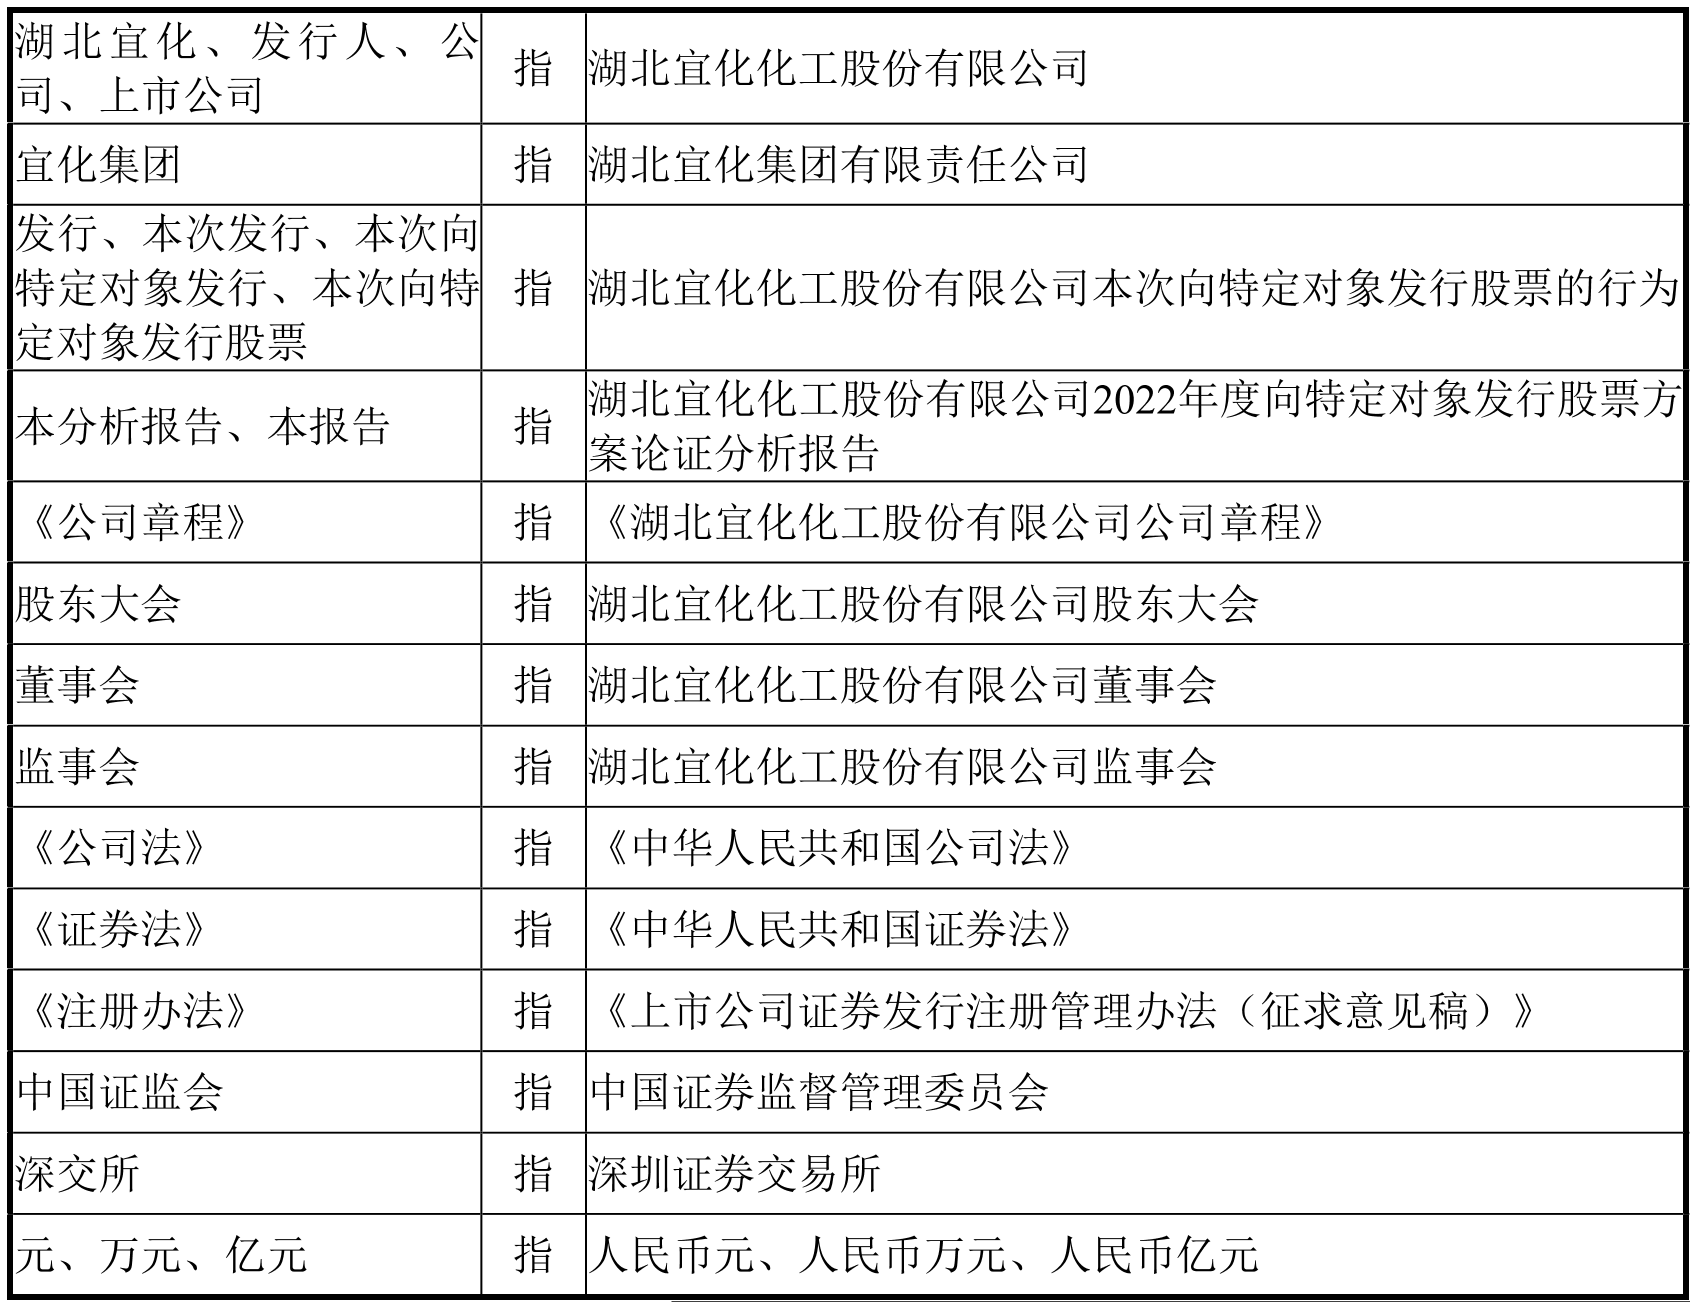 湖北宜化、发行人、公
司、上市公司
指
湖北宜化化工股份有限公司
宜化集团
指
湖北宜化集团有限责任公司
发行、本次发行、本次向
特定对象发行、本次向特
定对象发行股票
指
湖北宜化化工股份有限公司本次向特定对象发行股票的行为
本分析报告、本报告
指
湖北宜化化工股份有限公司2022年度向特定对象发行股票方
案论证分析报告
《公司章程》
指
《湖北宜化化工股份有限公司公司章程》
股东大会
指
湖北宜化化工股份有限公司股东大会
董事会
指
湖北宜化化工股份有限公司董事会
监事会
指
湖北宜化化工股份有限公司监事会
《公司法》
指
《中华人民共和国公司法》
《证券法》
指
《中华人民共和国证券法》
《注册办法》
指
《上市公司证券发行注册管理办法（征求意见稿）》
中国证监会
指
中国证券监督管理委员会
深交所
指
深圳证券交易所
元、万元、亿元
指
人民币元、人民币万元、人民币亿元